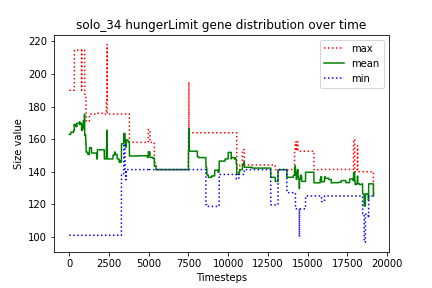 solo_34 hungerLimit gene distribution over time
max
mean
min
Size value
220
200
180
160
140
120
100
0
2500
5000
7500
10000
12500
15000
17500
20000
Timesteps